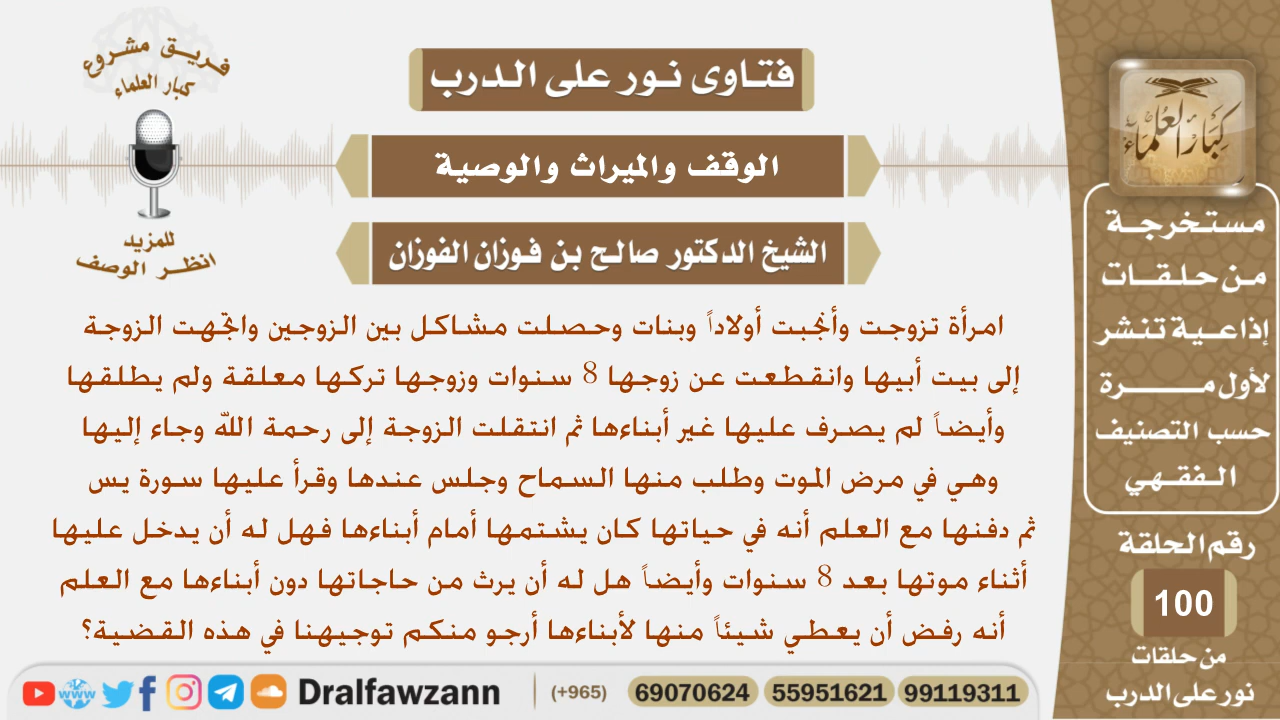 فريق مشروع
كبار العلماء
للمزيد
انظر الوصف
فتاوى نور على الدرب
الوقف والميراث والوصية
الشيخ الدكتور صالح بن فوزان الفوزان
امرأة تزوجت وأنجبت أولاداً وبنات وحصلت مشاكل بين الزوجين واتجهت الزوجة
إلى بيت أبيها وانقطعت عن زوجها 8 سنوات وزوجها تركها معلقة ولم يطلقها
وأيضاً لم يصرف عليها غير أبناءها ثم انتقلت الزوجة إلى رحمة الله وجاء إليها
وهي في مرض الموت وطلب منها السماح وجلس عندها وقرأ عليها سورة يس
ثم دفنها مع العلم أنه في حياتها كان يشتمها أمام أبناءها فهل له أن يدخل عليها
أثناء موتها بعد 8 سنوات وأيضاً هل له أن يرث من حاجاتها دون أبناءها مع العلم
أنه رفض أن يعطي شيئاً منها لأبناءها أرجو منكم توجيهنا في هذه القضية؟
كبار العلماء
مستخرجة
من حلقات
إذاعية تنشر
لأول مرة
حسب التصنيف
الفقهي
رقم الحلقة
100
من حلقات
نور على الدرب
www
Dralfawzann
(+965)
69070624
55951621
99119311